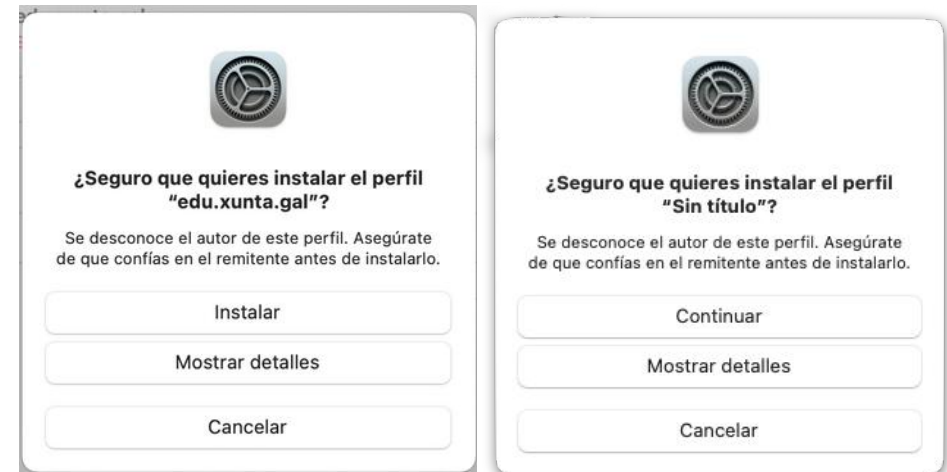 ¿Seguro que quieres instalar el perfil
“edu.xunta.gal”?
Se desconoce el autor de este perfil. Asegúrate
de que confías en el remitente antes de instalarlo.
Instalar
Mostrar detalles
Cancelar
¿Seguro que quieres instalar el perfil
“Sin título”?
Se desconoce el autor de este perfil. Asegúrate
de que confías en el remitente antes de instalarlo.
Continuar
Mostrar detalles
Cancelar